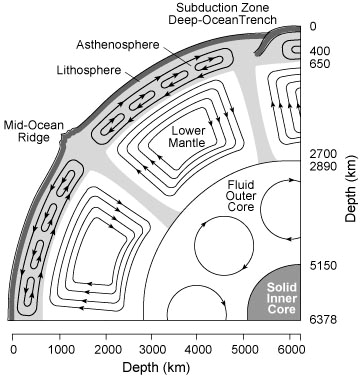 Subduction Zone
Deep-OceanTrench
Asthenosphere
Lithosphere
Mid-Ocean
Ridge
Lower
Mantle
Fluid
Outer
Core
Solid
Inner
Core
0
400
650
2700
2890
5150
6378
Depth (km)
0 1000 2000 3000 4000 5000 6000
Depth (km)